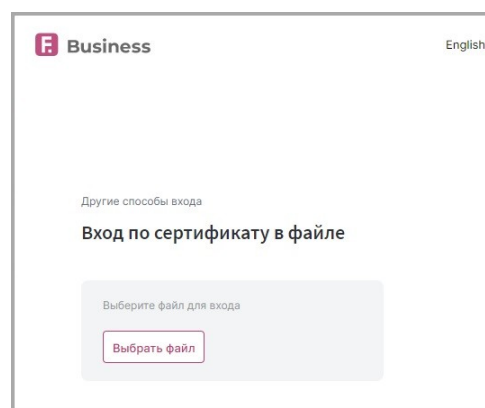 F. Business
English
Другие способы входа
Вход по сертификату в файле
Выберите файл для входа
Выбрать файл